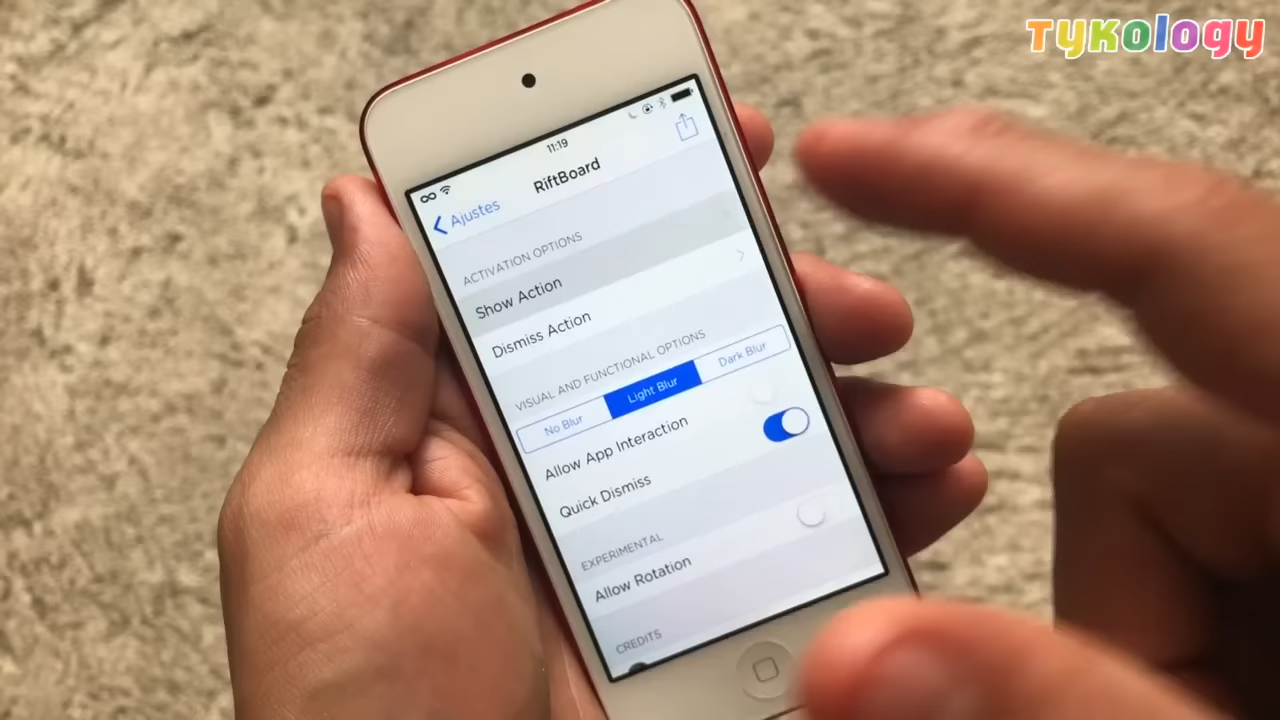 Tykology
11:19
Ajustes
RiftBoard
ACTIVATION OPTIONS
Show Action
Dismiss Action
VISUAL AND FUNCTIONAL OPTIONS
No Blur
Light Blur
Dark Blur
Allow App Interaction
Quick Dismiss
EXPERIMENTAL
Allow Rotation
CREDITS